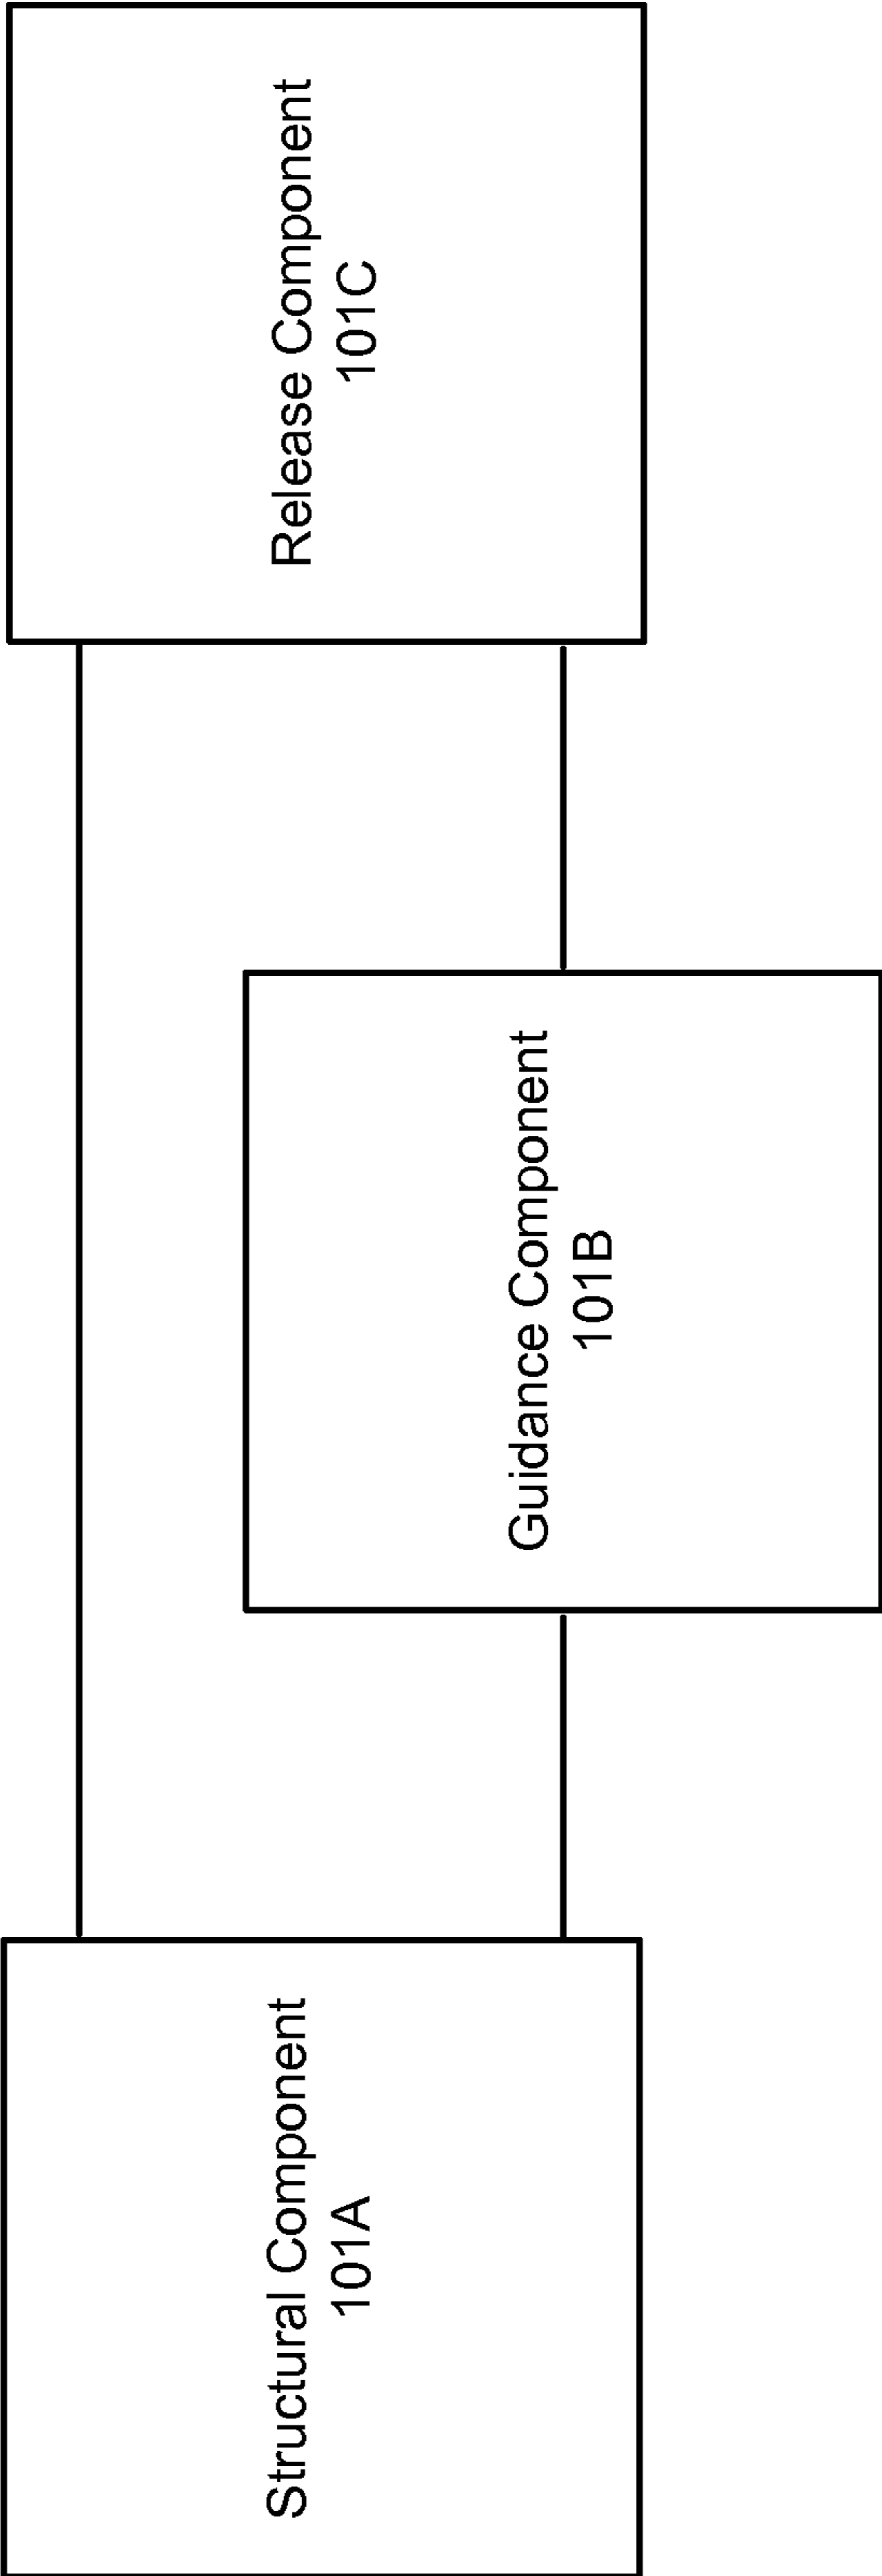 Structural Component
101A
Guidance Component
101B
Release Component
101C